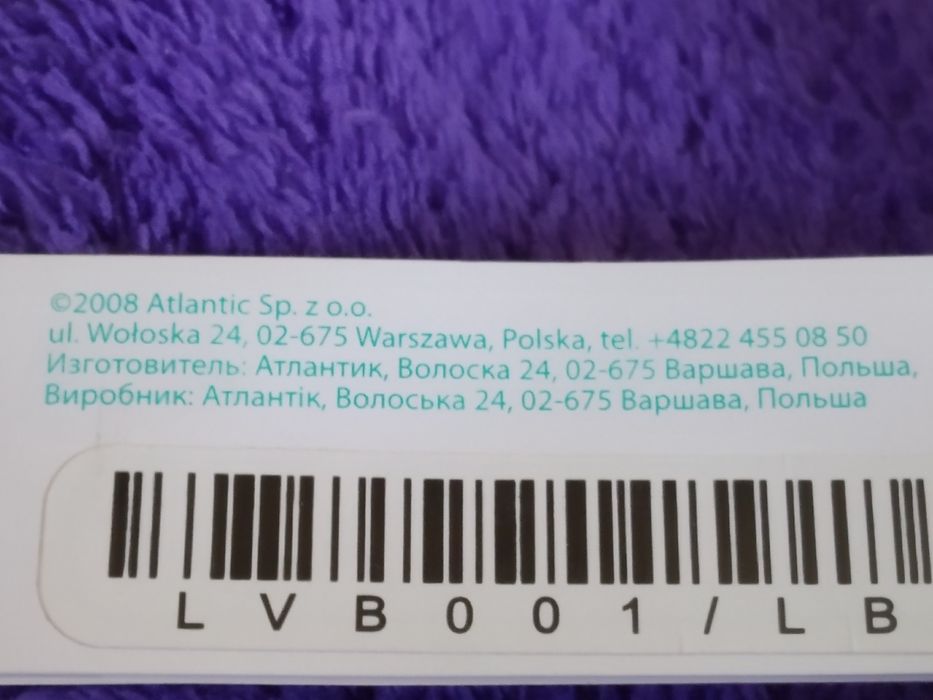 ©2008 Atlantic Sp. z o.o.
ul. Wołoska 24, 02-675 Warszawa, Polska, tel. +4822 455 08 50
Изготовитель: Атлантик, Волоска 24, 02-675 Варшава, Польша,
Виробник: Атлантік, Волоська 24, 02-675 Варшава, Польша
LVB001/LB